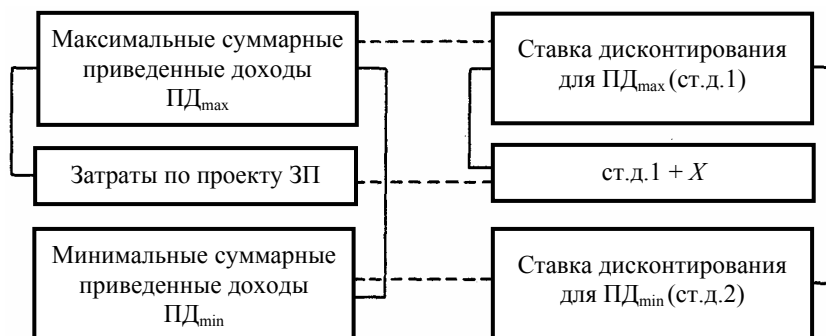 Максимальные суммарные
приведенные доходы
ПДmax
Ставка дисконтирования
для ПДmax (ст.д.1)
Затраты по проекту ЗП
ст.д.1 + X
Минимальные суммарные
приведенные доходы
ПДmin
Ставка дисконтирования
для ПДmin (ст.д.2)